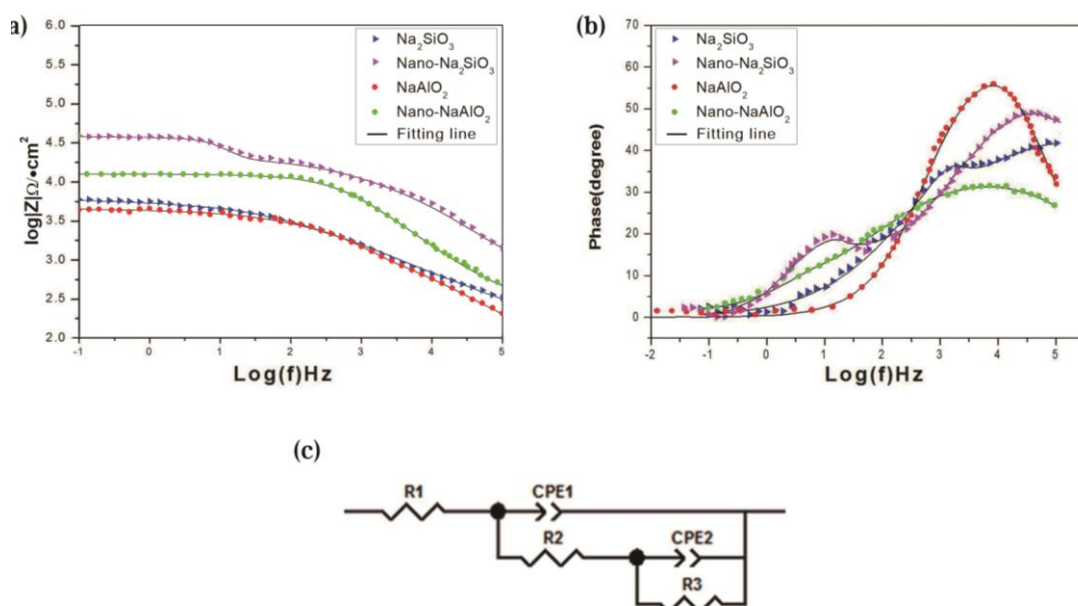 a)
6.0
5.5
5.0
4.5
4.0
3.5
3.0
2.5
2.0
log|Z|Ω/•cm²
-1 0 1 2 3 4 5
Log(f)Hz
Na₂SiO₃
Nano-Na₂SiO₃
NaAlO₂
Nano-NaAlO₂
Fitting line
(b)
70
60
50
40
30
20
10
0
Phase(degree)
-2 -1 0 1 2 3 4 5
Log(f)Hz
Na₂SiO₃
Nano-Na₂SiO₃
NaAlO₂
Nano-NaAlO₂
Fitting line
(c)
R1 CPE1
R2 CPE2
R3